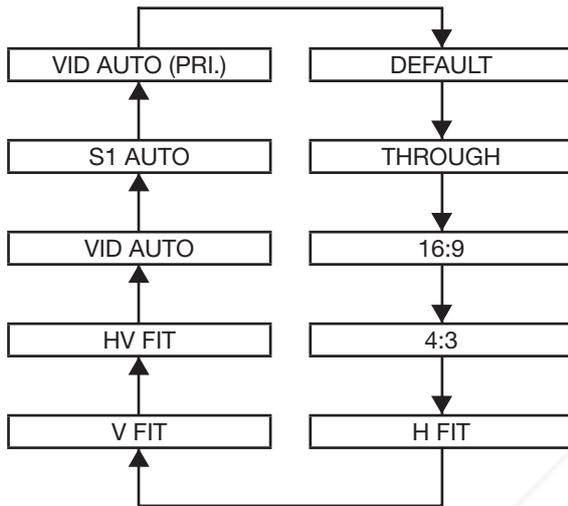 VID AUTO (PRI.)
DEFAULT
S1 AUTO
THROUGH
VID AUTO
16:9
HV FIT
4:3
V FIT
H FIT